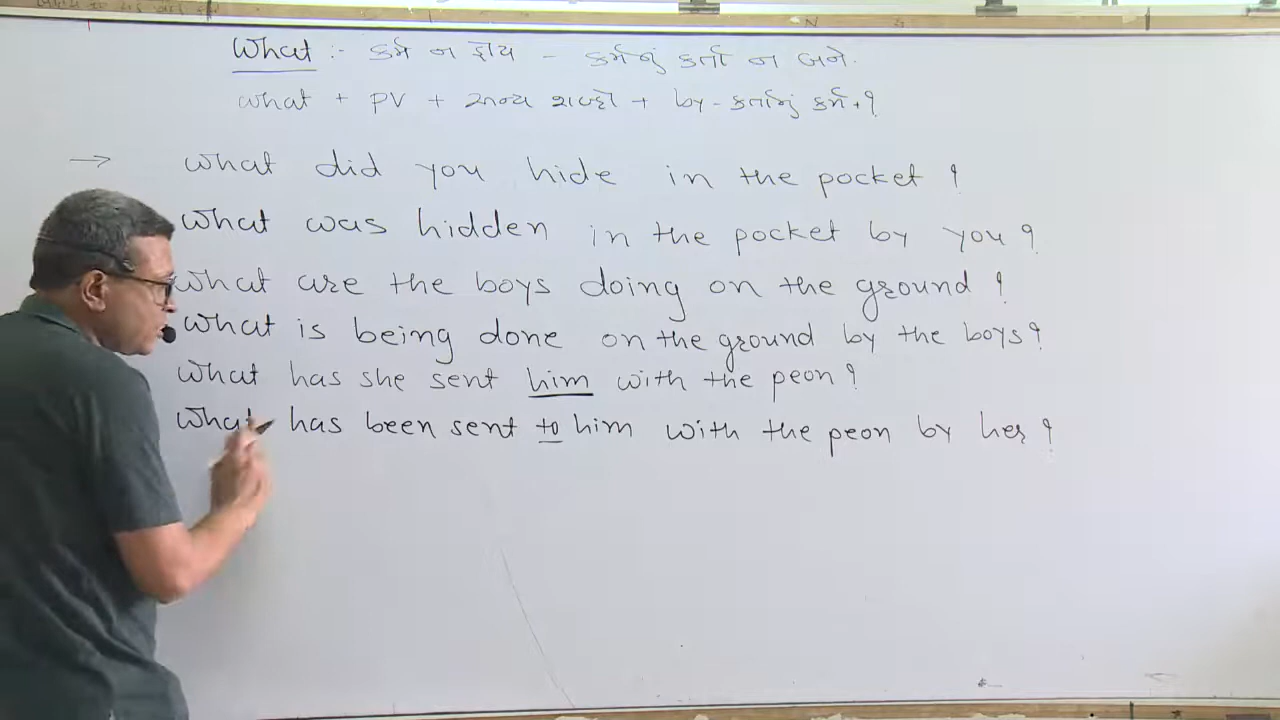 What :- કર્મ ન હોય - કર્મનું કર્તા ન બને.
what + PV + અન્ય શબ્દો + by - કર્તાનું કર્મ + ?
→ What did you hide in the pocket ?
What was hidden in the pocket by you ?
What are the boys doing on the ground ?
What is being done on the ground by the boys ?
What has she sent him with the peon ?
What has been sent to him with the peon by her ?